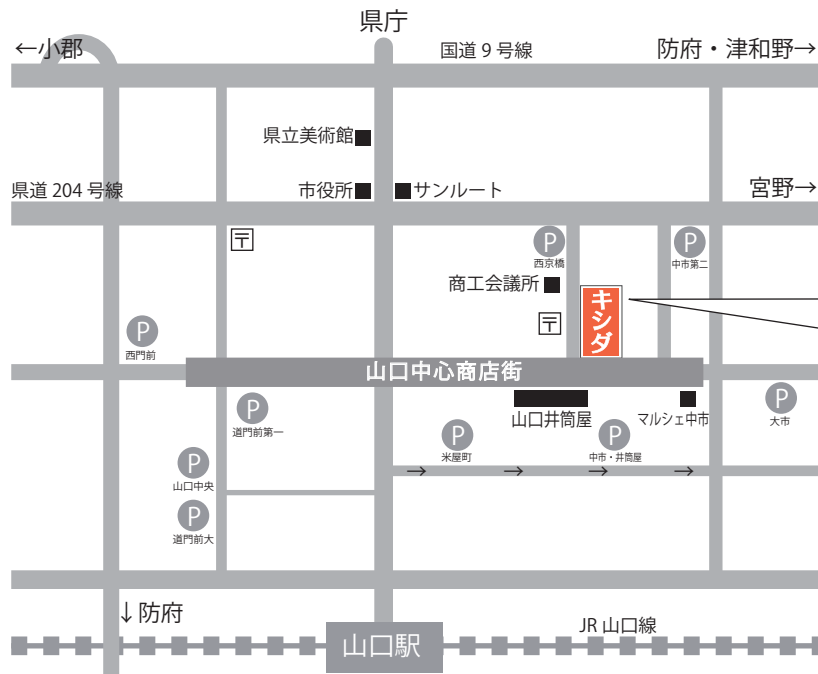 県庁
←小郡
国道9号線
防府・津和野→
県立美術館
県道204号線
市役所
サンルート
宮野→
〒
P
西京橋
P
中市第二
商工会議所
キシダ
〒
P
西門前
山口中心商店街
P
道門前第一
山口井筒屋
マルシェ中市
P
大市
P
米屋町
P
中市・井筒屋
→ → → →
P
山口中央
P
道門前大
↓防府
JR山口線
山口駅